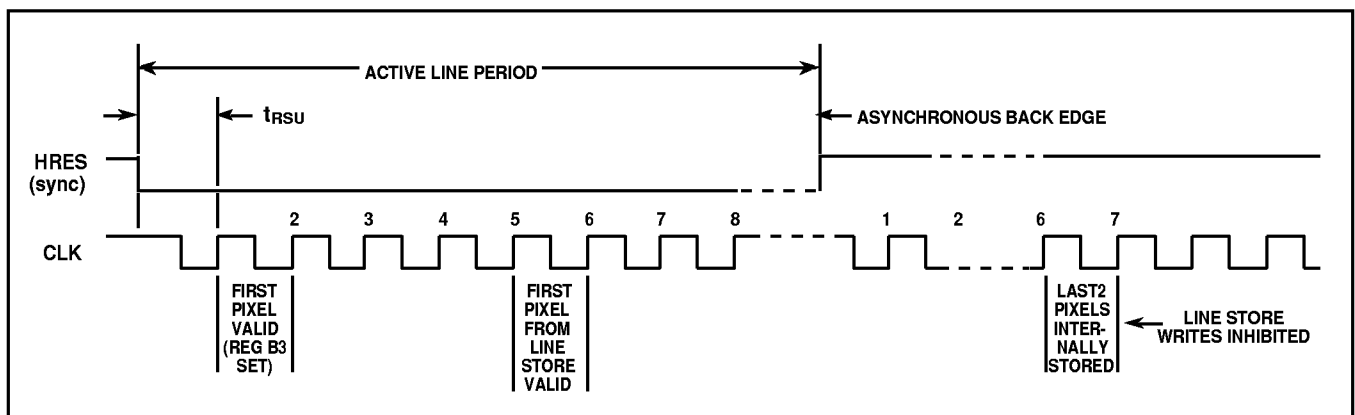 ACTIVE LINE PERIOD
tRSU
ASYNCHRONOUS BACK EDGE
HRES
(sync)
2 3 4 5 6 7 8 1 2 6 7
CLK
FIRST
PIXEL
VALID
(REG B3
SET)
FIRST
PIXEL
FROM
LINE
STORE
VALID
LAST2
PIXELS
INTER-
NALLY
STORED
LINE STORE
WRITES INHIBITED